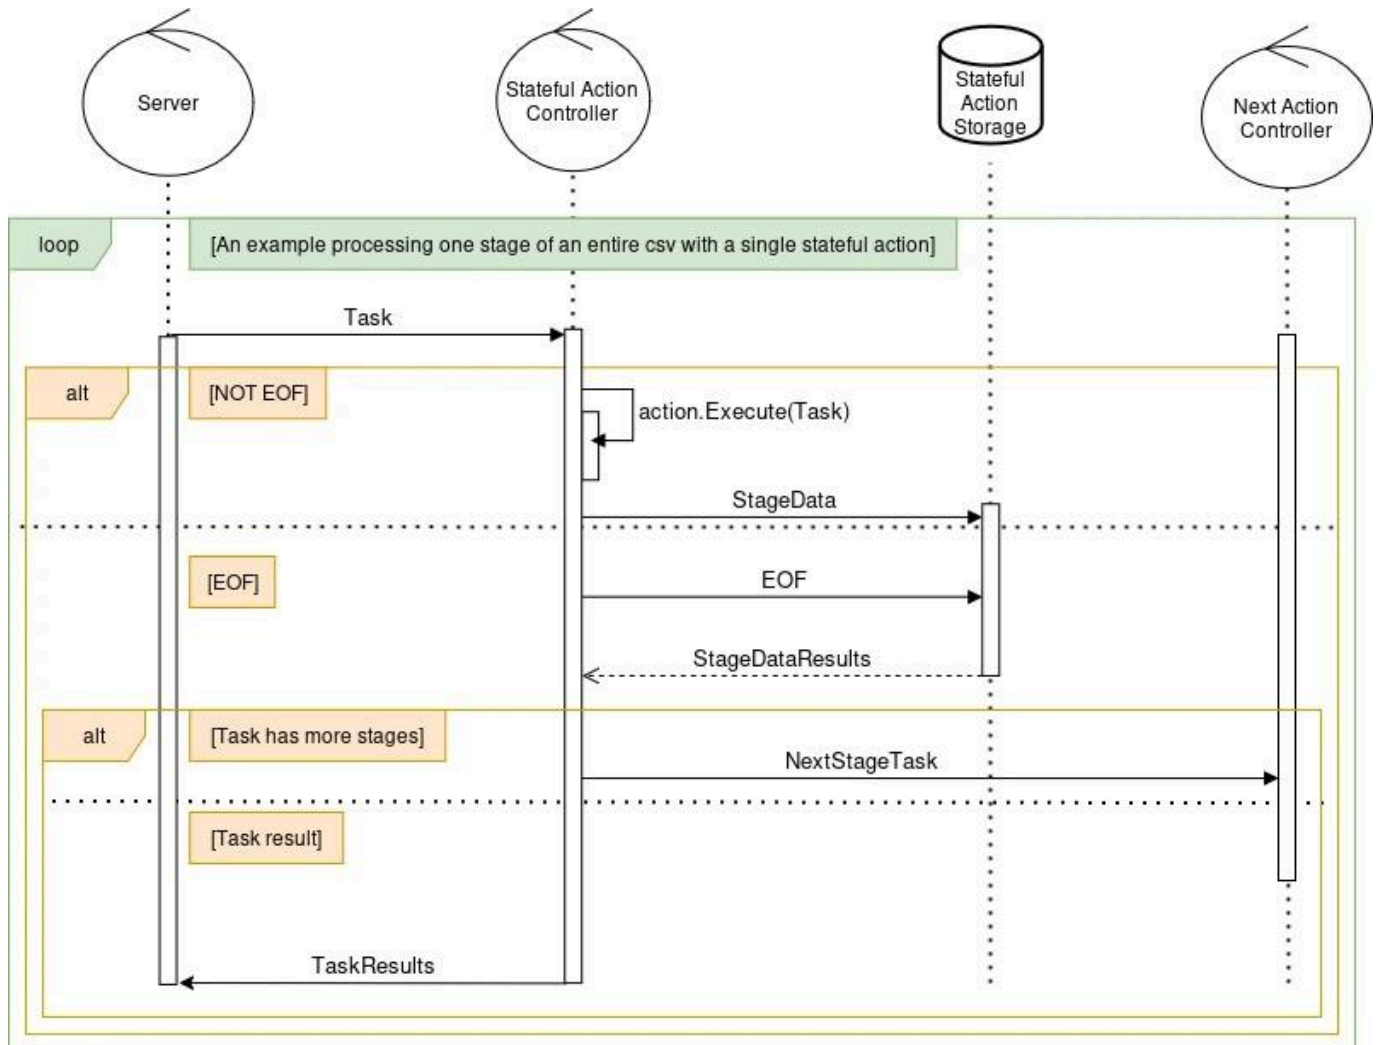 Server
Stateful Action
Controller
Stateful
Action
Storage
Next Action
Controller
loop
[An example processing one stage of an entire csv with a single stateful action]
Task
alt
[NOT EOF]
action.Execute(Task)
StageData
[EOF]
EOF
StageDataResults
alt
[Task has more stages]
NextStageTask
[Task result]
TaskResults